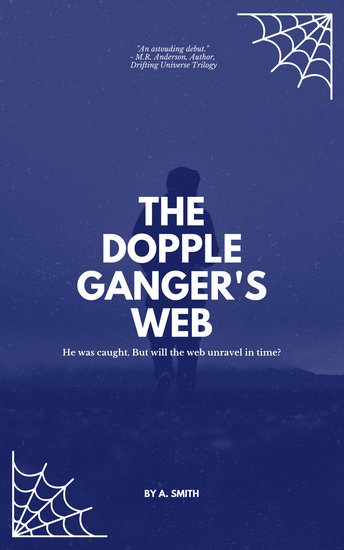 "An astouding debut."
- M.R. Anderson, Author,
Drifting Universe Trilogy
THE
DOPPLE
GANGER'S
WEB
He was caught. But will the web unravel in time?
BY A. SMITH